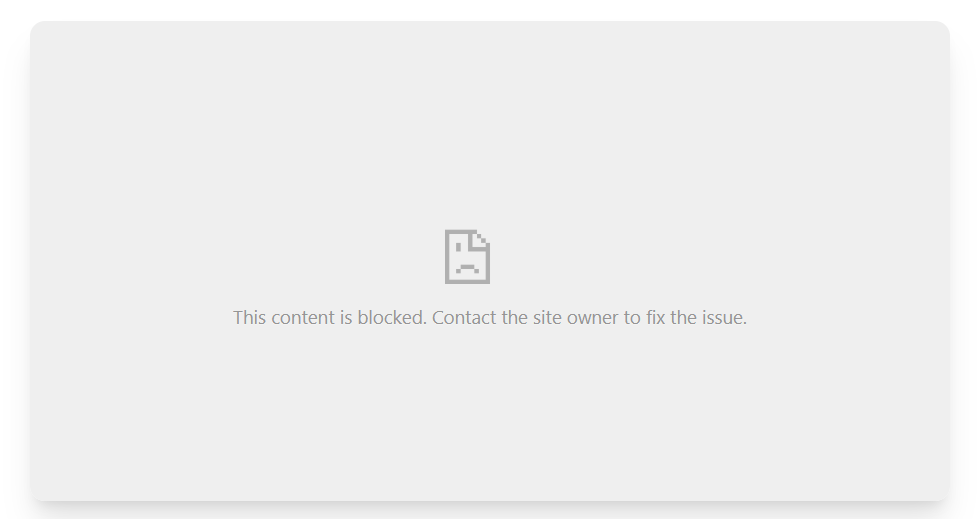 This content is blocked. Contact the site owner to fix the issue.